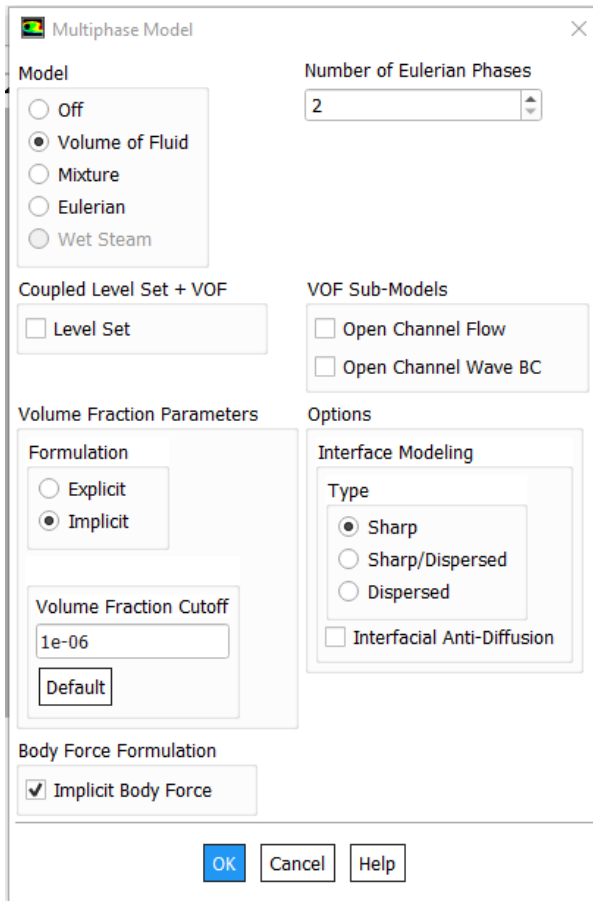 Multiphase Model
Model
Number of Eulerian Phases
Off
2
Volume of Fluid
Mixture
Eulerian
Wet Steam
Coupled Level Set + VOF
VOF Sub-Models
Level Set
Open Channel Flow
Open Channel Wave BC
Volume Fraction Parameters
Options
Formulation
Interface Modeling
Explicit
Type
Implicit
Sharp
Sharp/Dispersed
Dispersed
Volume Fraction Cutoff
1e-06
Interfacial Anti-Diffusion
Default
Body Force Formulation
Implicit Body Force
OK Cancel Help